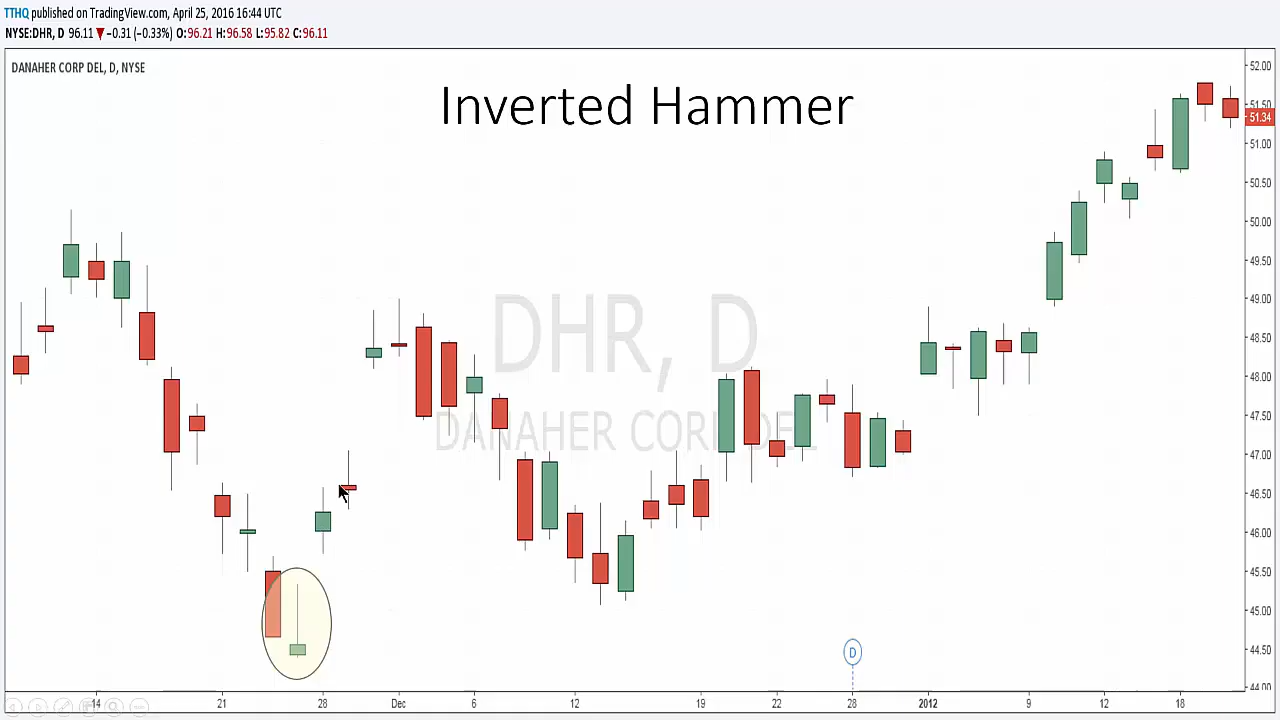 TTHQ published on TradingView.com, April 25, 2016 16:44 UTC
NYSE:DHR, D 96.11 ▼ −0.31 (−0.33%) O:96.21 H:96.58 L:95.82 C:96.11
DANAHER CORP DEL, D, NYSE
Inverted Hammer
52.00
51.50
51.34
51.00
50.50
50.00
49.50
49.00
48.50
48.00
47.50
47.00
46.50
46.00
45.50
45.00
44.50
44.00
DHR, D
DANAHER CORP DEL
D
14 21 28 Dec 6 12 19 22 28 2012 9 12 18